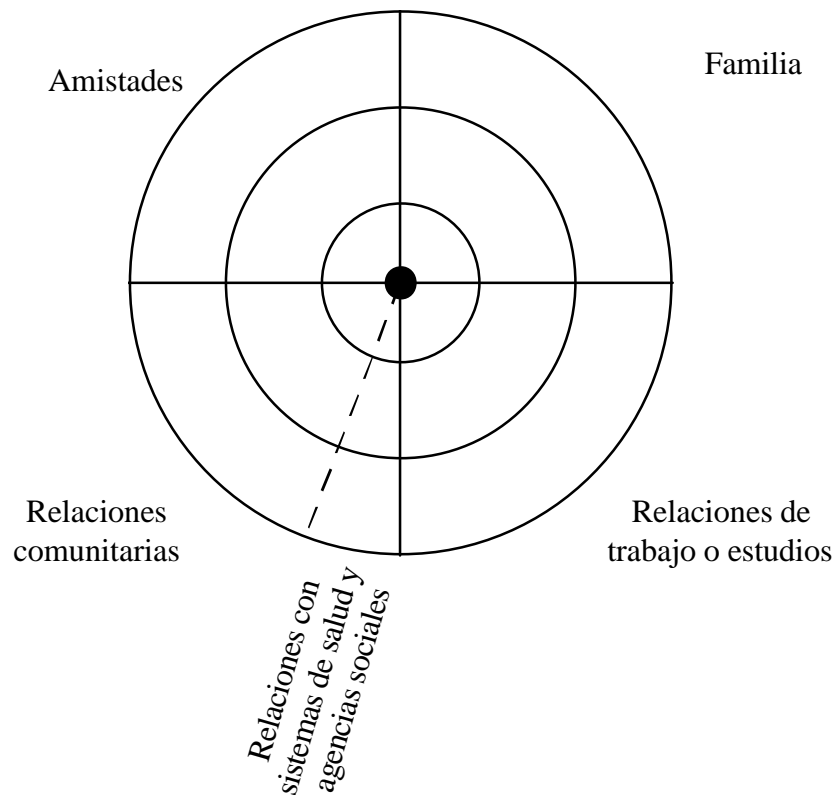 Amistades
Familia
Relaciones
comunitarias
Relaciones de
trabajo o estudios
Relaciones con
sistemas de salud y
agencias sociales